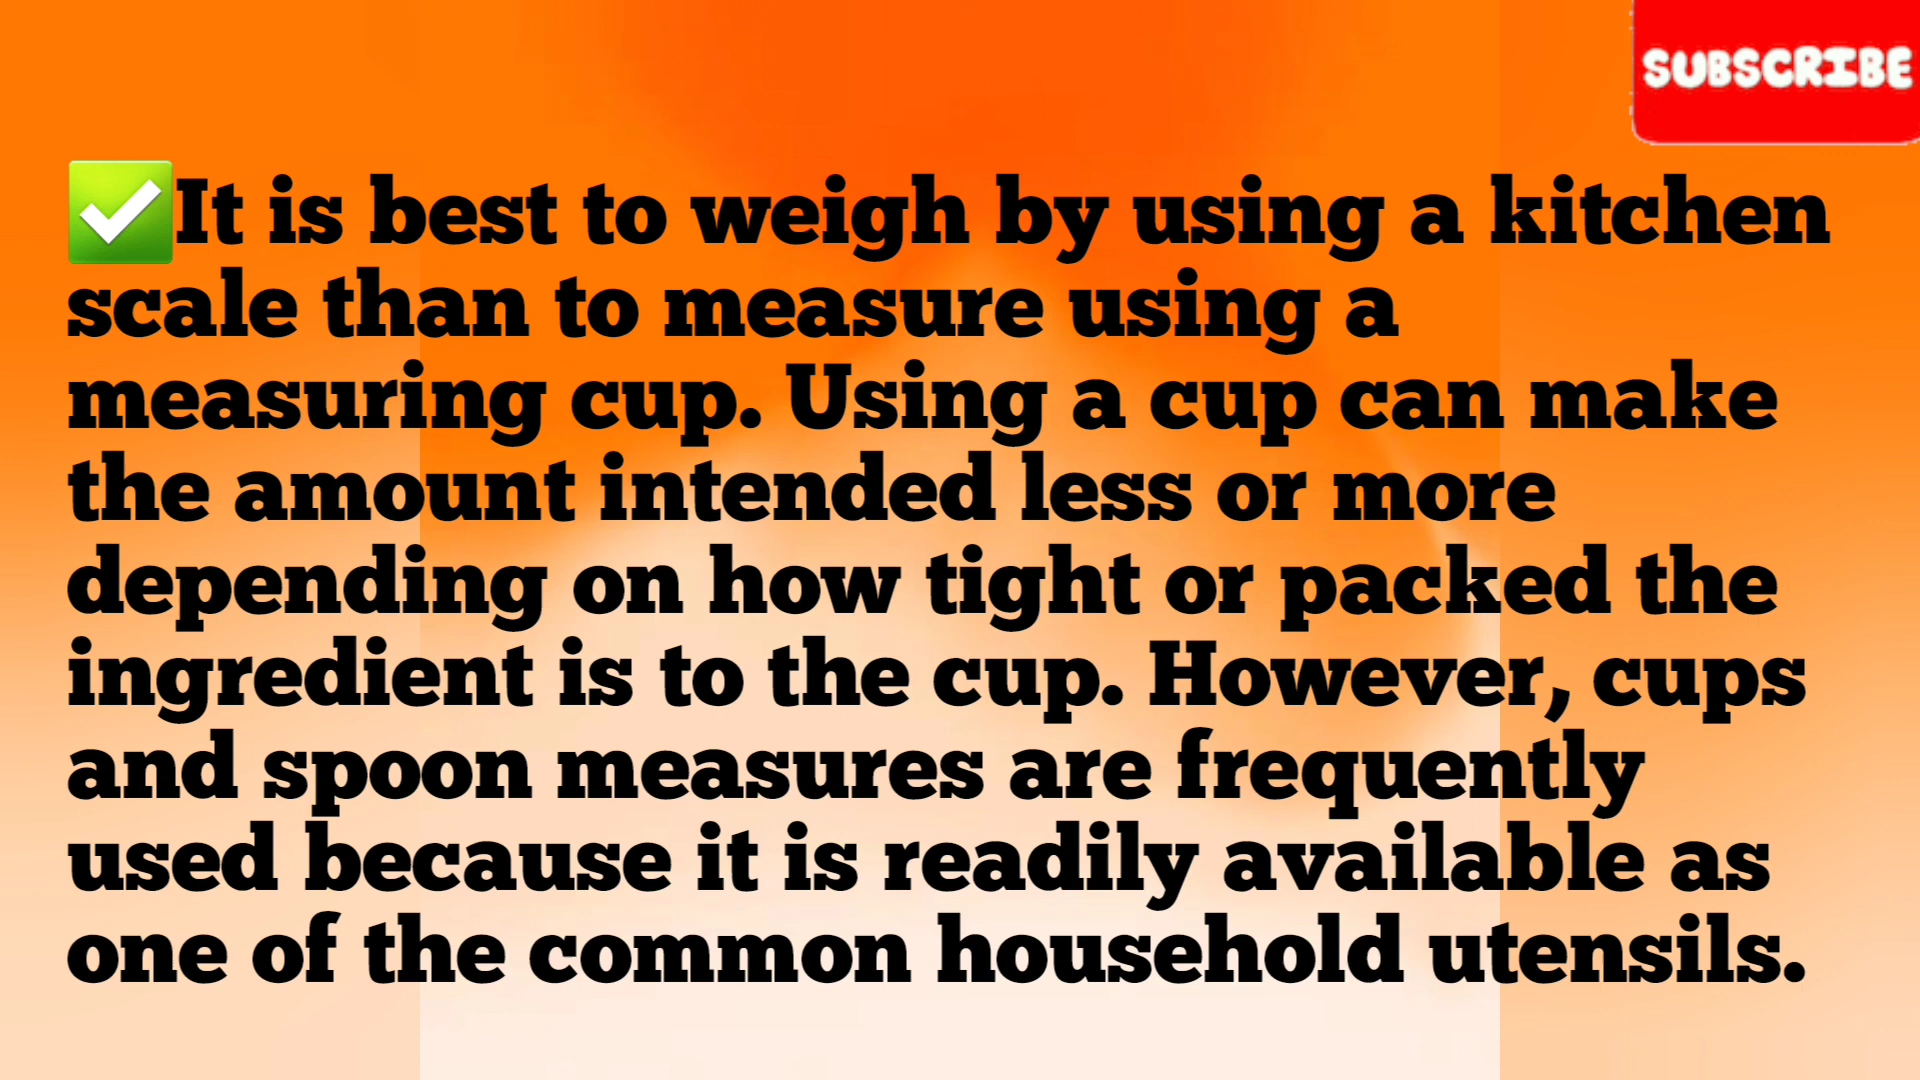 SUBSCRIBE
✅It is best to weigh by using a kitchen
scale than to measure using a
measuring cup. Using a cup can make
the amount intended less or more
depending on how tight or packed the
ingredient is to the cup. However, cups
and spoon measures are frequently
used because it is readily available as
one of the common household utensils.